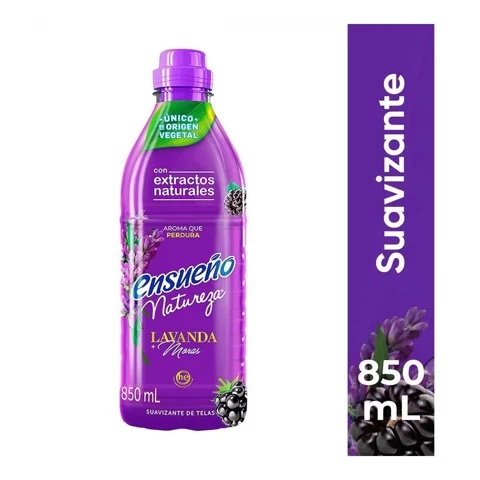 ÚNICO
DE ORIGEN
VEGETAL
con
extractos
naturales
AROMA QUE
PERDURA
ensueño
Natureza
LAVANDA
+ Moras
he
850 mL
SUAVIZANTE DE TELAS
Suavizante
850
mL